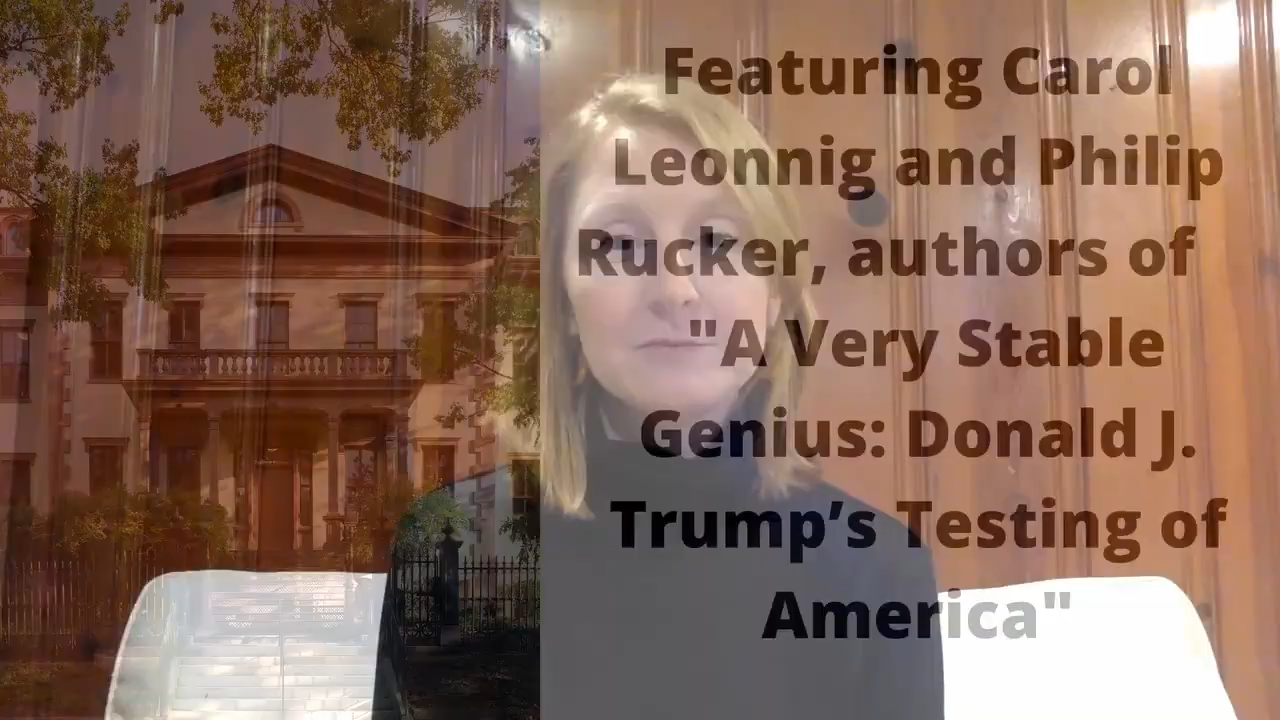 Featuring Carol
Leonnig and Philip
Rucker, authors of
"A Very Stable
Genius: Donald J.
Trump’s Testing of
America"